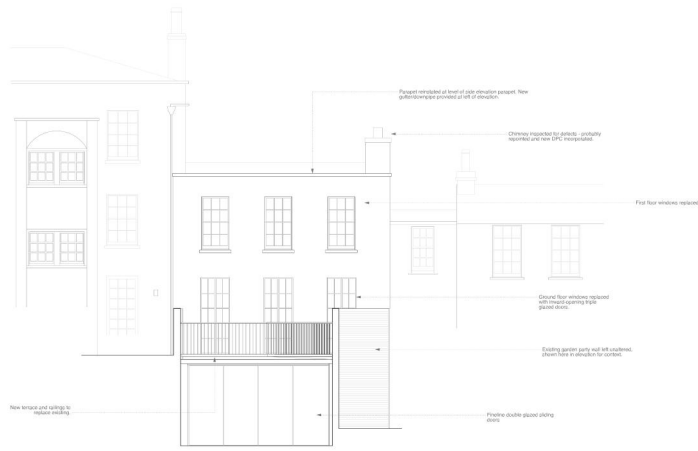 Parapet reinstated at level of side elevation parapet. New
gutter/downpipe provided at left of elevation.
Chimney inspected for defects - probably
repointed and new DPC incorporated.
First floor windows replaced
Ground floor windows replaced
with inward-opening triple
glazed doors.
Existing garden party wall left unaltered,
shown here in elevation for context.
New terrace and railings to
replace existing.
Fineline double-glazed sliding
doors.